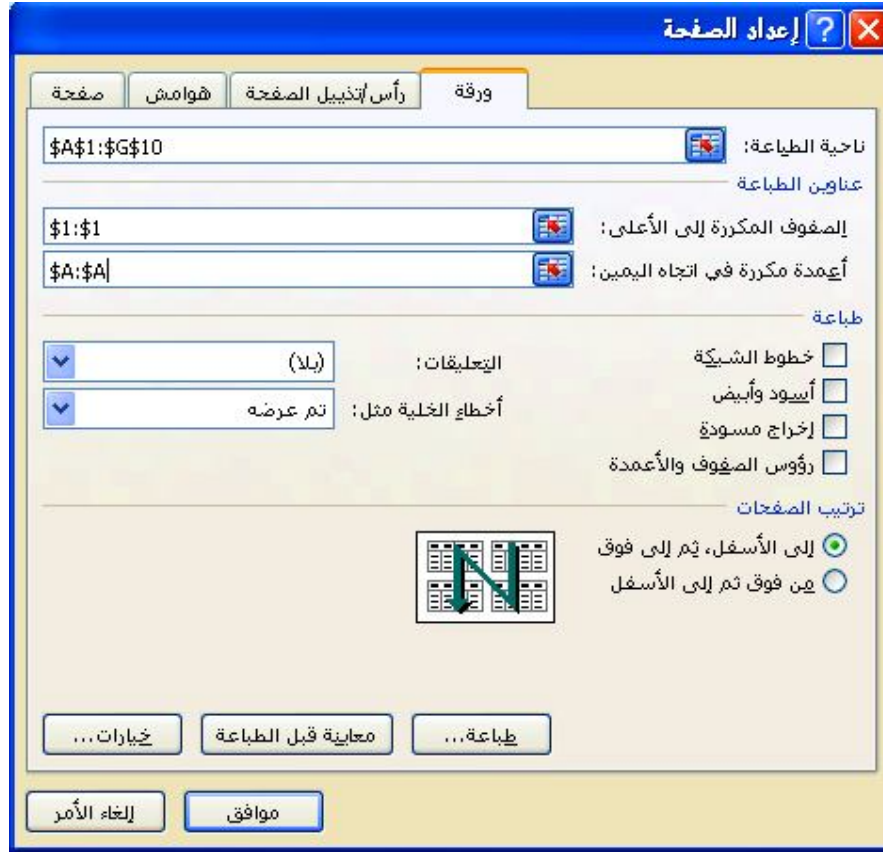 إعداد الصفحة
ورقة
رأس/تذييل الصفحة
هوامش
صفحة
ناحية الطباعة: $A$1:$G$10
عناوين الطباعة
الصفوف المكررة إلى الأعلى: $1:$1
أعمدة مكررة في اتجاه اليمين: $A:$A
طباعة
خطوط الشبكة
أسود وأبيض
إخراج مسودة
رؤوس الصفوف والأعمدة
التعليقات: (بلا)
أخطاء الخلية مثل: تم عرضه
ترتيب الصفحات
إلى الأسفل، ثم إلى فوق
من فوق ثم إلى الأسفل
طباعة...
معاينة قبل الطباعة
خيارات...
موافق
إلغاء الأمر